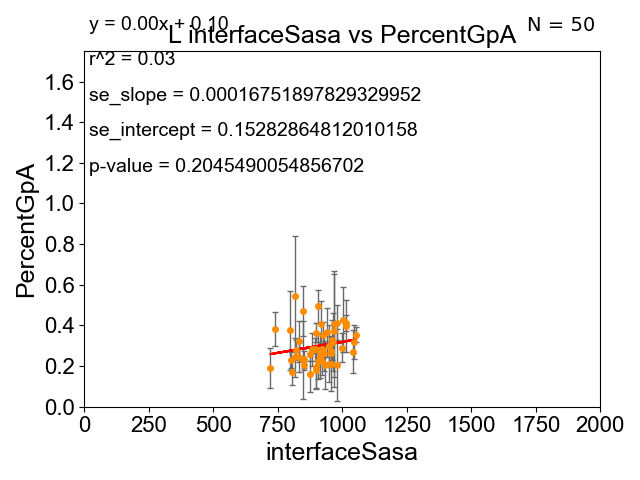 y = 0.00x + 0.10
L interfaceSasa vs PercentGpA
N = 50
r^2 = 0.03
se_slope = 0.00016751897829329952
se_intercept = 0.15282864812010158
p-value = 0.2045490054856702
PercentGpA
1.6
1.4
1.2
1.0
0.8
0.6
0.4
0.2
0.0
0 250 500 750 1000 1250 1500 1750 2000
interfaceSasa